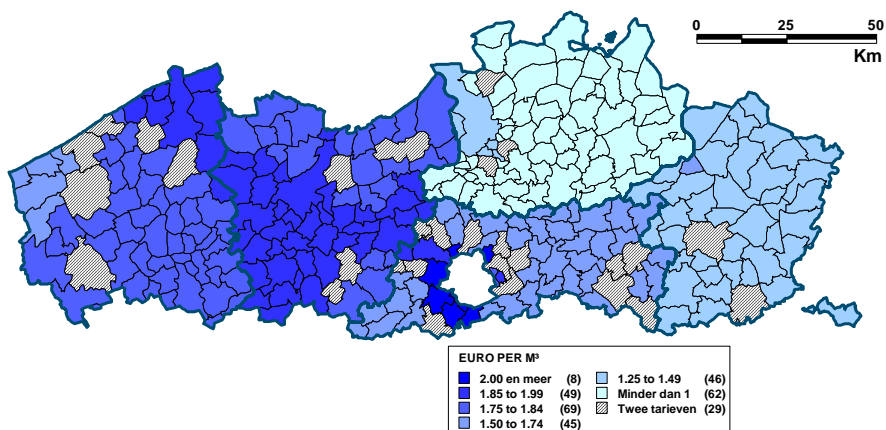 0 25 50
Km
EURO PER M³
2.00 en meer (8)
1.85 to 1.99 (49)
1.75 to 1.84 (69)
1.50 to 1.74 (45)
1.25 to 1.49 (46)
Minder dan 1 (62)
Twee tarieven (29)